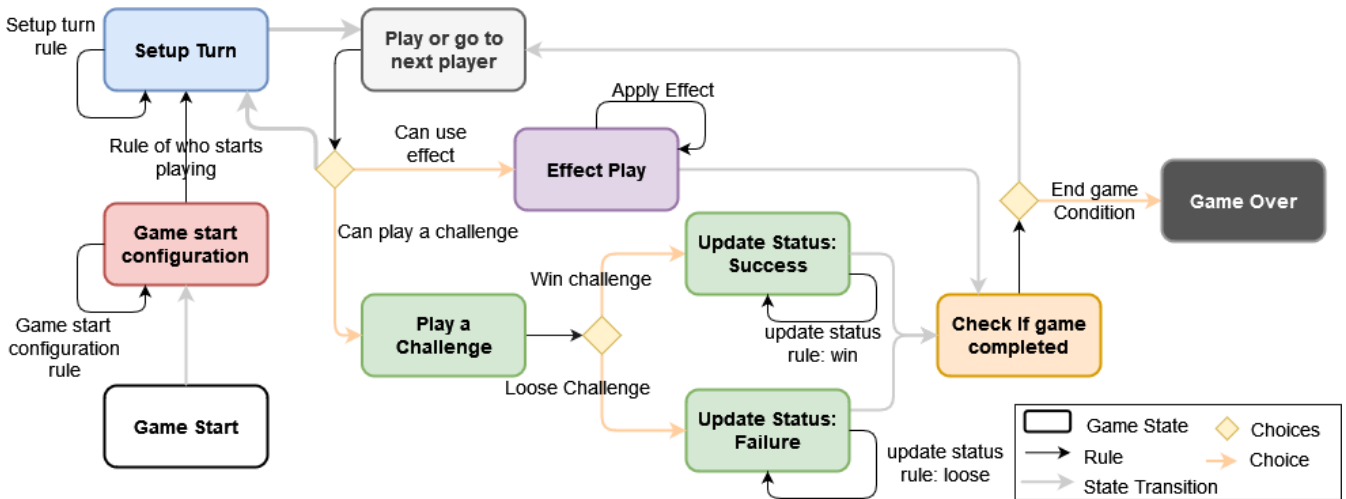 Setup turn
rule
Setup Turn
Play or go to
next player
Apply Effect
Can use
effect
Effect Play
Rule of who starts
playing
End game
Condition
Game Over
Game start
configuration
Can play a challenge
Update Status:
Success
Win challenge
Game start
configuration
rule
Play a
Challenge
update status
rule: win
Check if game
completed
Loose Challenge
Game Start
Update Status:
Failure
update status
rule: loose
Game State
Choices
Rule
Choice
State Transition